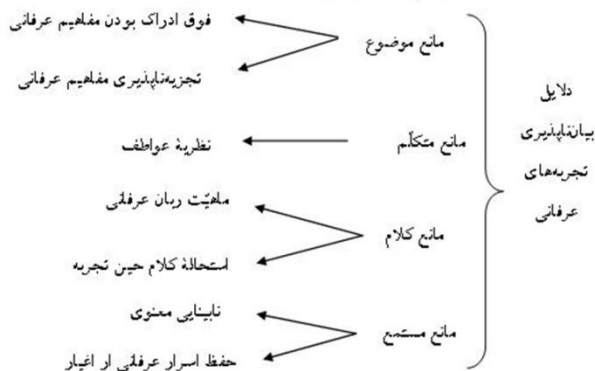 دلایل
بیان‌ناپذیری
تجربه‌های
عرفانی
مانع موضوع
فوق ادراک بودن مفاهیم عرفانی
تجزیه‌ناپذیری مفاهیم عرفانی
مانع متکلّم
نظریهٔ عواطف
مانع کلام
ماهیّت زبان عرفانی
استحالهٔ کلام حین تجربه
مانع مستمع
نابینایی معنوی
حفظ اسرار عرفانی از اغیار